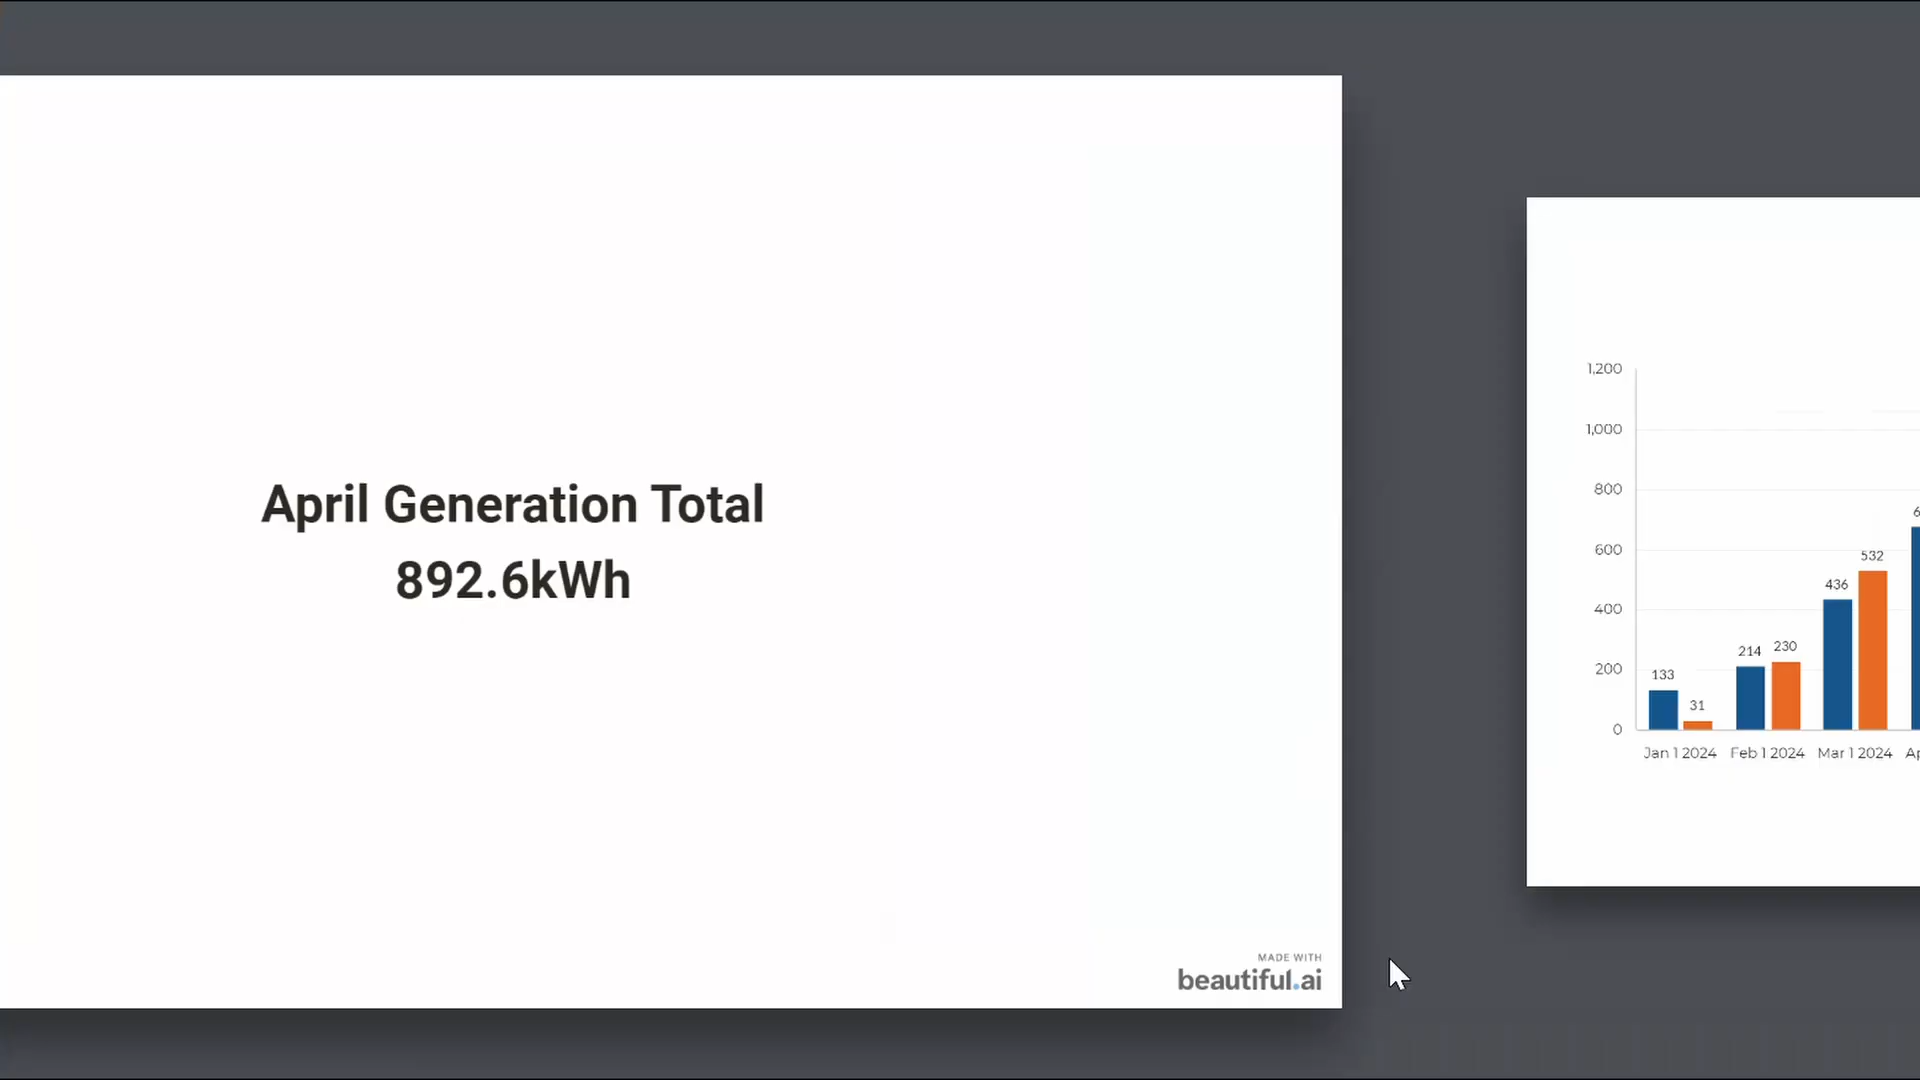 April Generation Total
892.6kWh
MADE WITH
beautiful.ai
1,200
1,000
800
600
400
200
0
133
31
214
230
436
532
Jan 1 2024
Feb 1 2024
Mar 1 2024